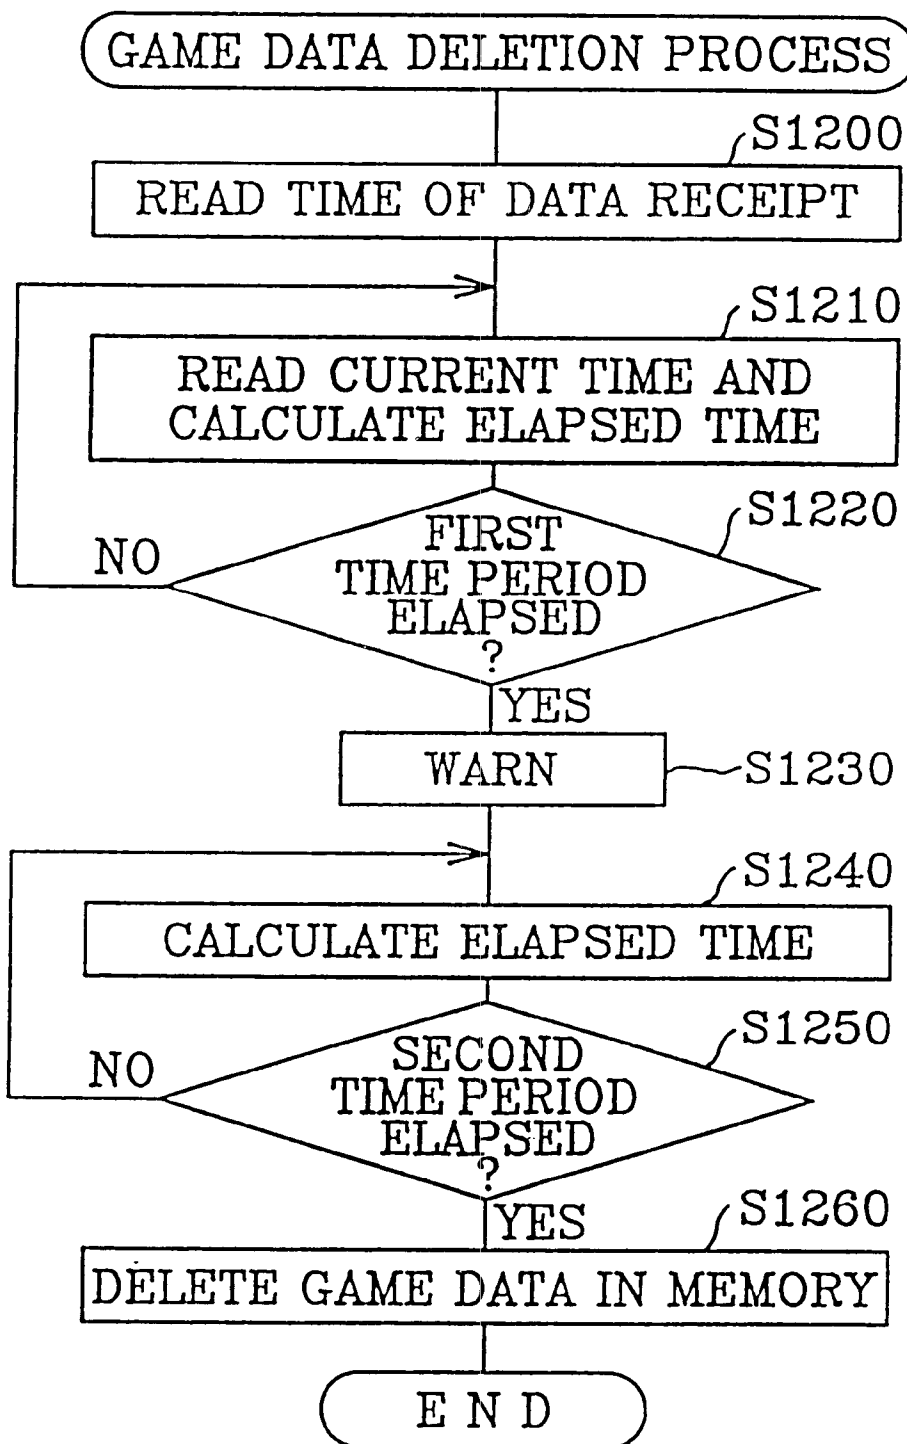 GAME DATA DELETION PROCESS
S1200
READ TIME OF DATA RECEIPT
S1210
READ CURRENT TIME AND
CALCULATE ELAPSED TIME
S1220
FIRST
TIME PERIOD
ELAPSED
?
NO
YES
WARN
S1230
S1240
CALCULATE ELAPSED TIME
S1250
SECOND
TIME PERIOD
ELAPSED
?
NO
YES
S1260
DELETE GAME DATA IN MEMORY
END